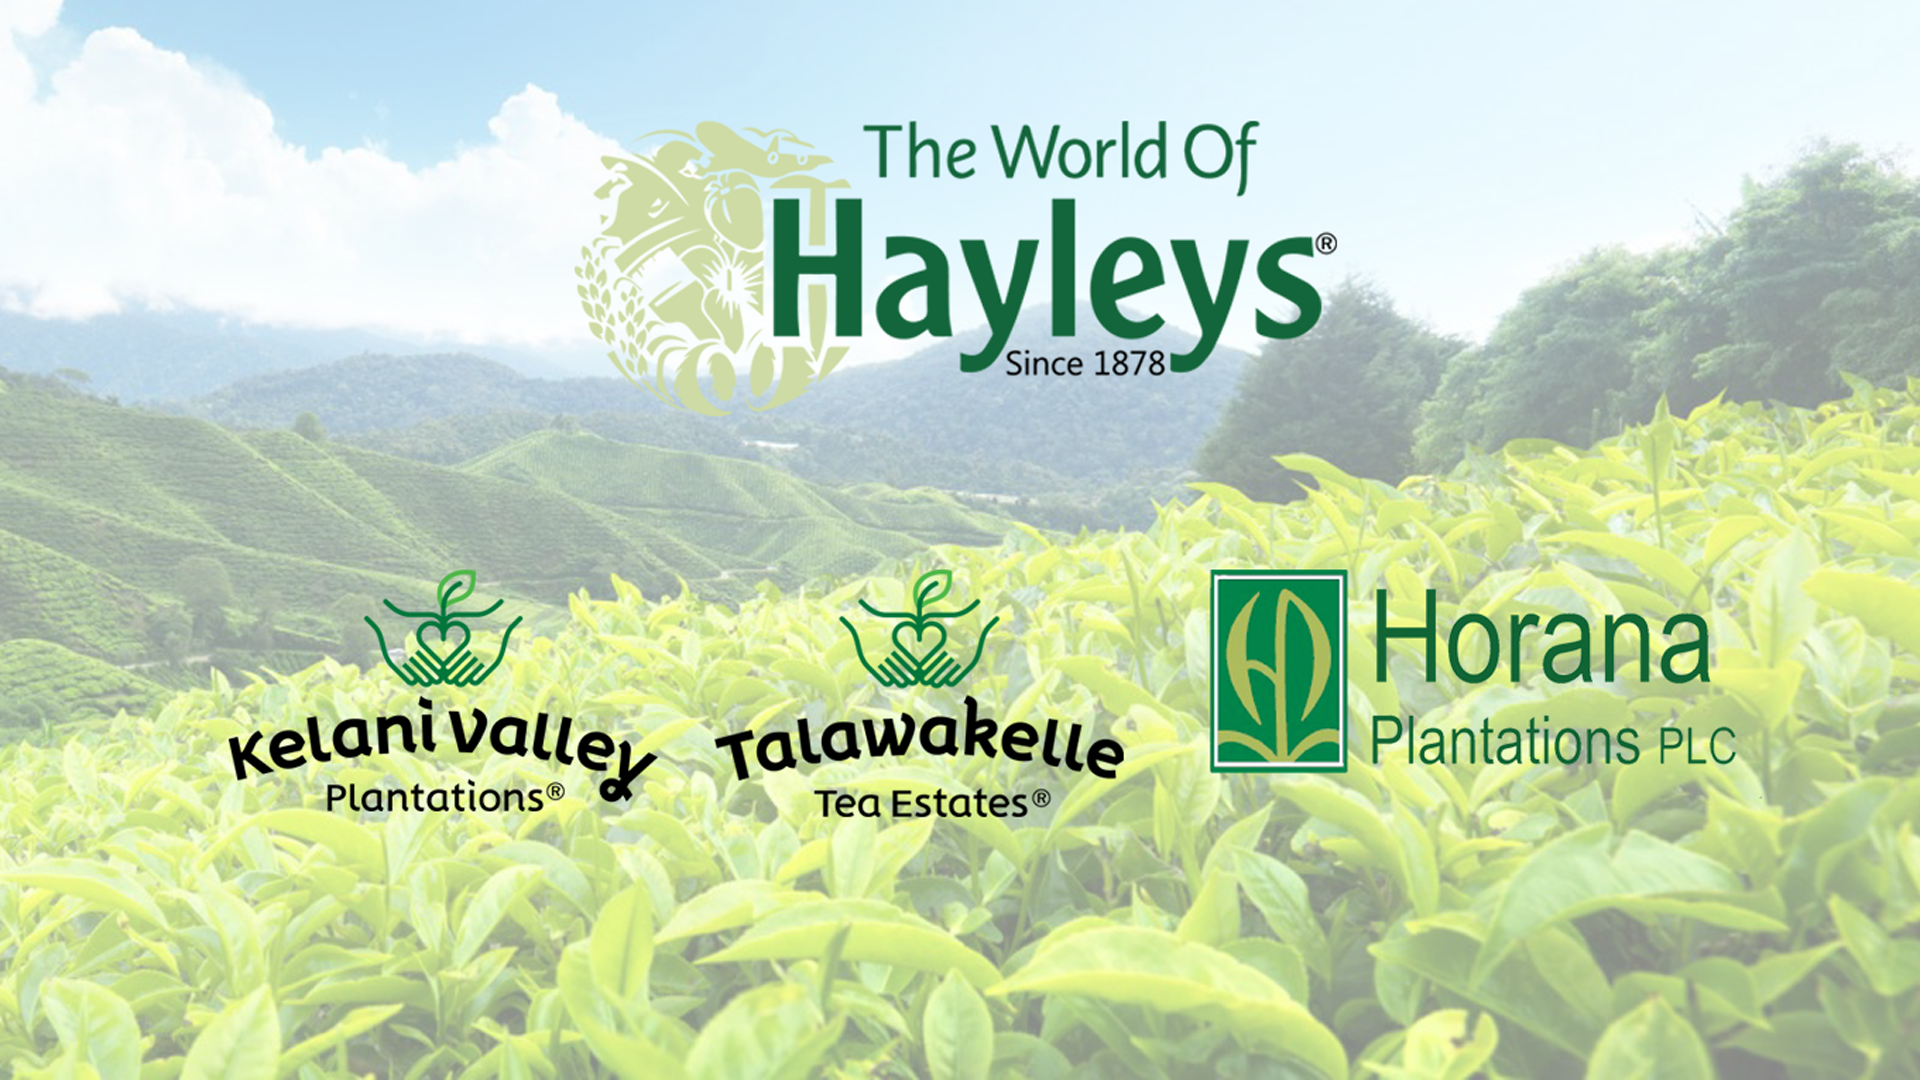 The World Of
Hayleys®
Since 1878
Kelani Valley
Plantations®
Talawakelle
Tea Estates®
Horana
Plantations PLC